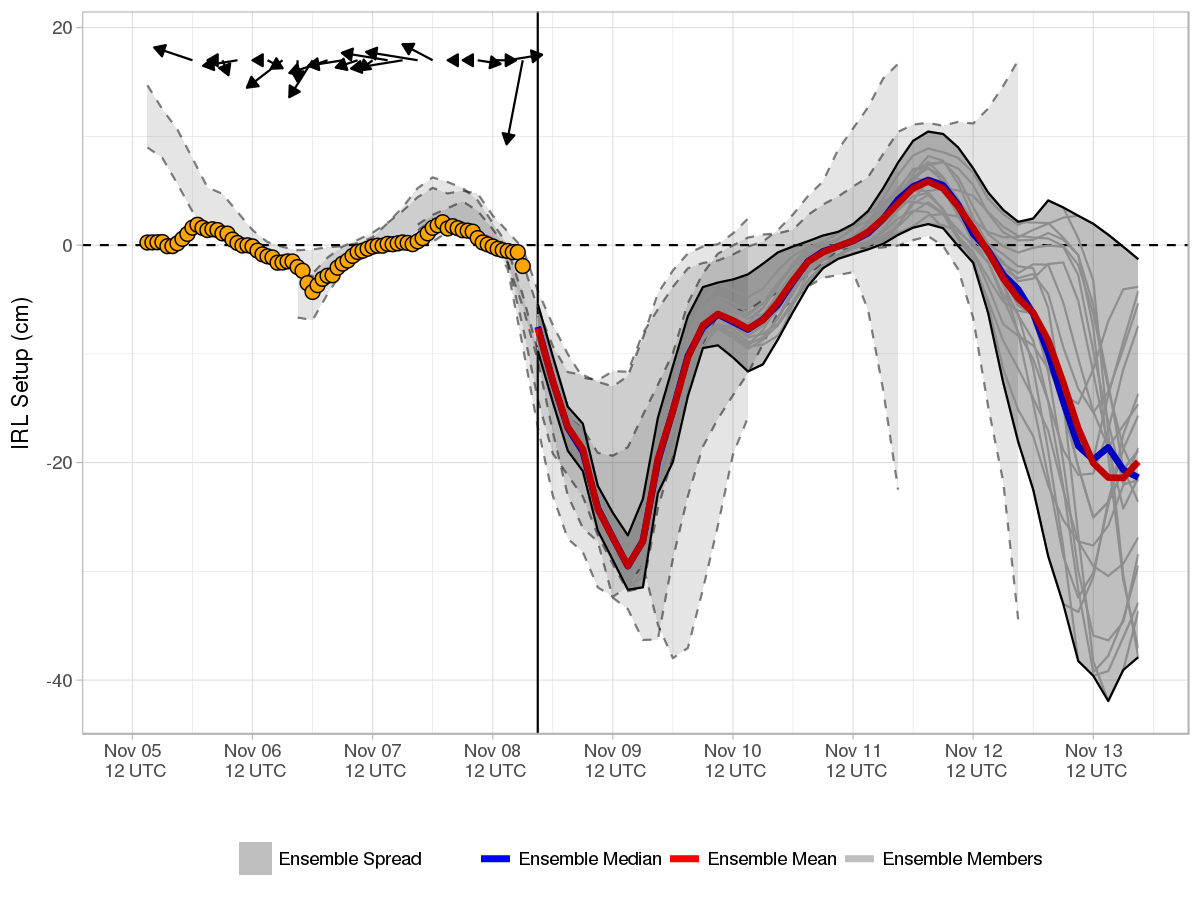 20
0
-20
-40
IRL Setup (cm)
Nov 05 Nov 06 Nov 07 Nov 08 Nov 09 Nov 10 Nov 11 Nov 12 Nov 13
12 UTC 12 UTC 12 UTC 12 UTC 12 UTC 12 UTC 12 UTC 12 UTC 12 UTC
Ensemble Spread Ensemble Median Ensemble Mean Ensemble Members